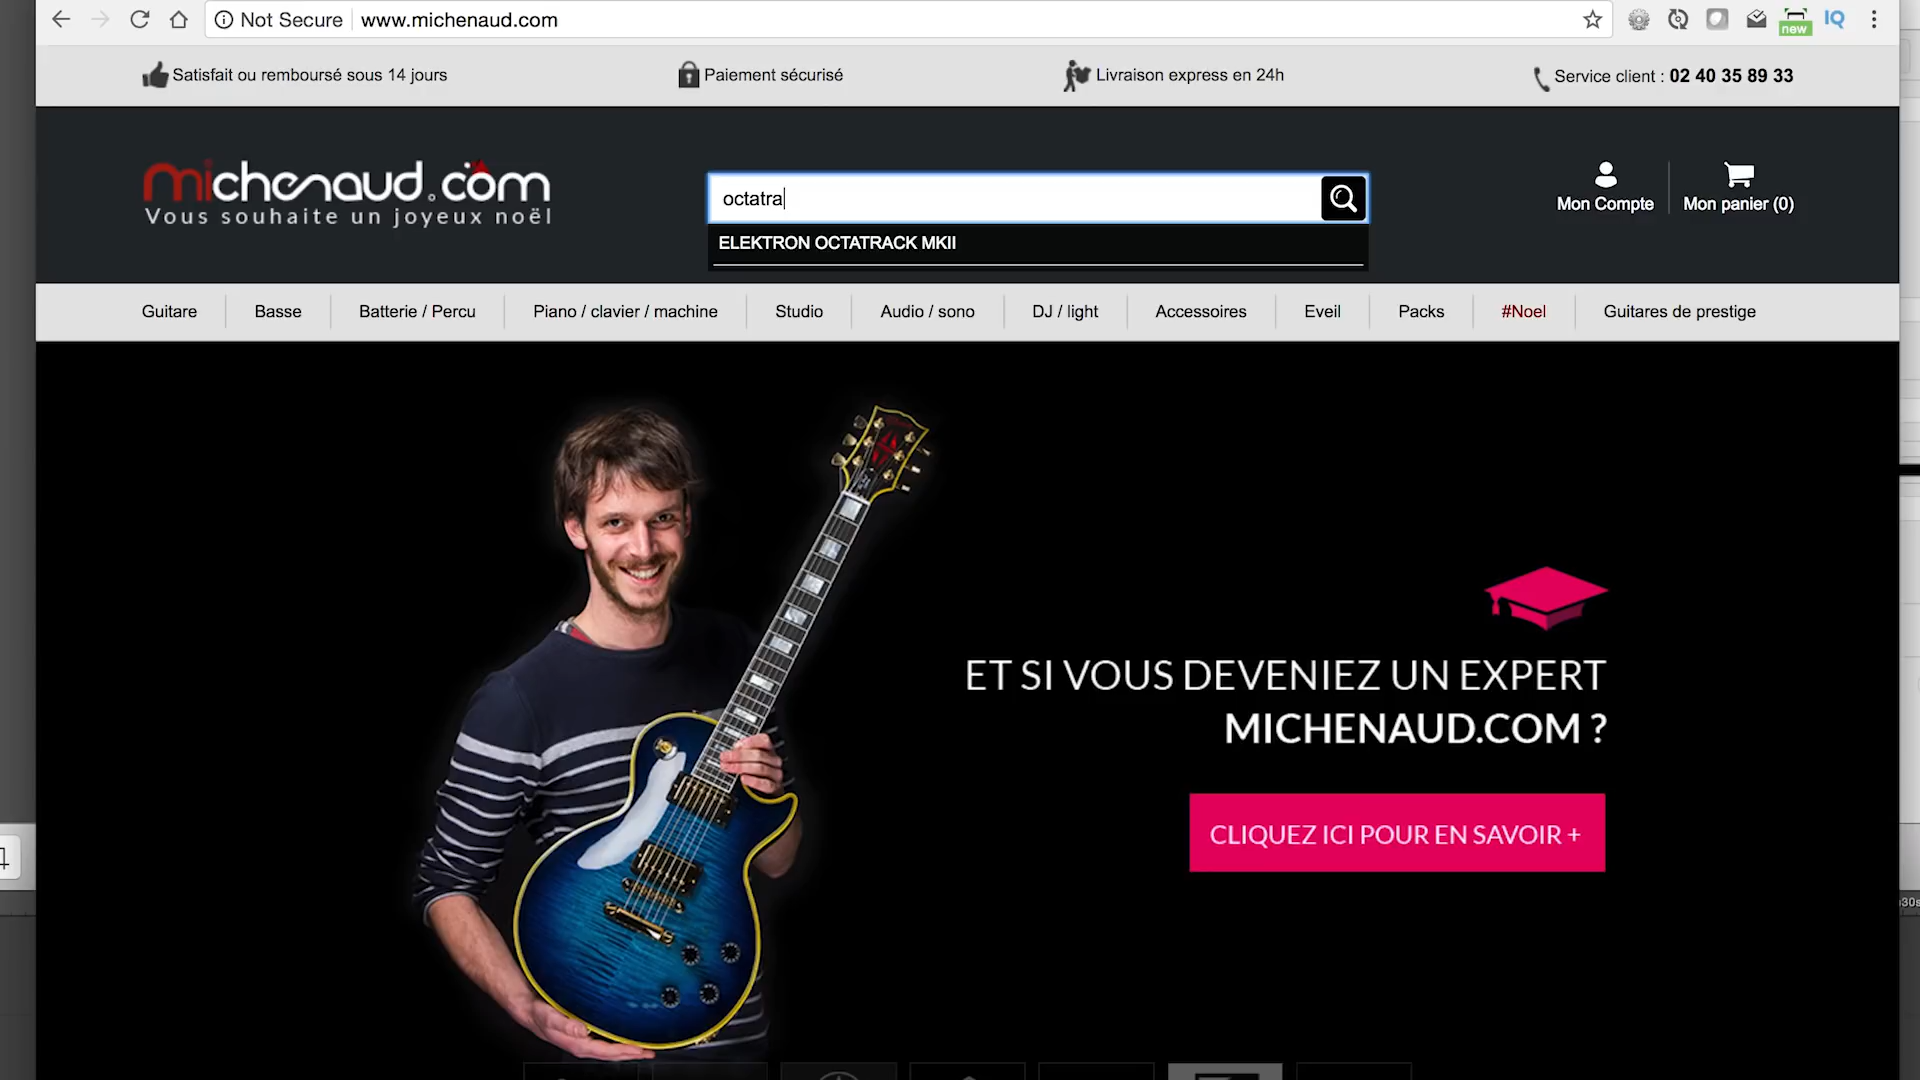 Not Secure www.michenaud.com
new
IQ
Satisfait ou remboursé sous 14 jours
Paiement sécurisé
Livraison express en 24h
Service client : 02 40 35 89 33
michenaud.com
Vous souhaite un joyeux noël
octatra
ELEKTRON OCTATRACK MKII
Mon Compte
Mon panier (0)
Guitare
Basse
Batterie / Percu
Piano / clavier / machine
Studio
Audio / sono
DJ / light
Accessoires
Eveil
Packs
#Noel
Guitares de prestige
ET SI VOUS DEVENIEZ UN EXPERT
MICHENAUD.COM ?
CLIQUEZ ICI POUR EN SAVOIR +